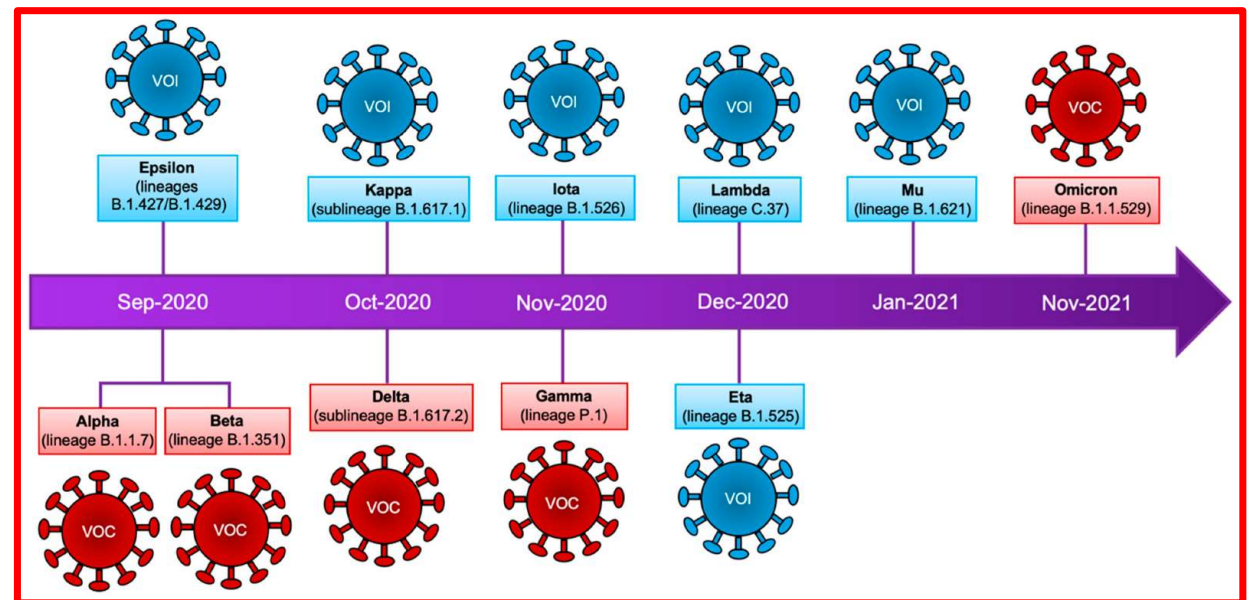 VOI
VOI
VOI
VOI
VOI
VOC
Epsilon
(lineages
B.1.427/B.1.429)
Kappa
(sublineage B.1.617.1)
Iota
(lineage B.1.526)
Lambda
(lineage C.37)
Mu
(lineage B.1.621)
Omicron
(lineage B.1.1.529)
Sep-2020
Oct-2020
Nov-2020
Dec-2020
Jan-2021
Nov-2021
Alpha
(lineage B.1.1.7)
Beta
(lineage B.1.351)
Delta
(sublineage B.1.617.2)
Gamma
(lineage P.1)
Eta
(lineage B.1.525)
VOC
VOC
VOC
VOC
VOI